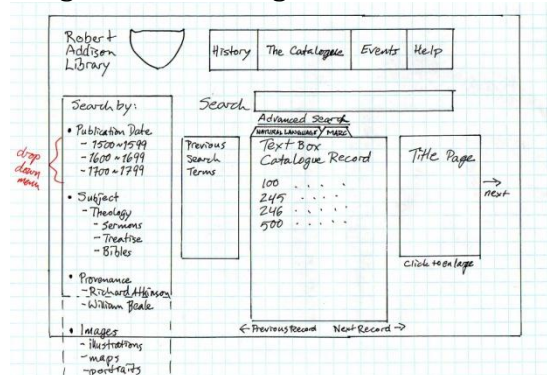 Robert
Addison
Library
History The Catalogue Events Help
Search
Advanced Search
Search by:
• Publication Date
- 1500~1599
- 1600~1699
- 1700~1799
• Subject
- Theology
- Sermons
- Treatise
- Bibles
• Provenance
- Richard Atkinson
- William Beale
• Images
- illustrations
- maps
- portraits
drop
down
menu
Previous
Search
Terms
NATURAL LANGUAGE MARC
Text Box
Catalogue Record
100 . . . .
245 . . . . .
246 . . . . .
500 . . . . .
← Previous Record Next Record →
Title Page
→
next
Click to enlarge